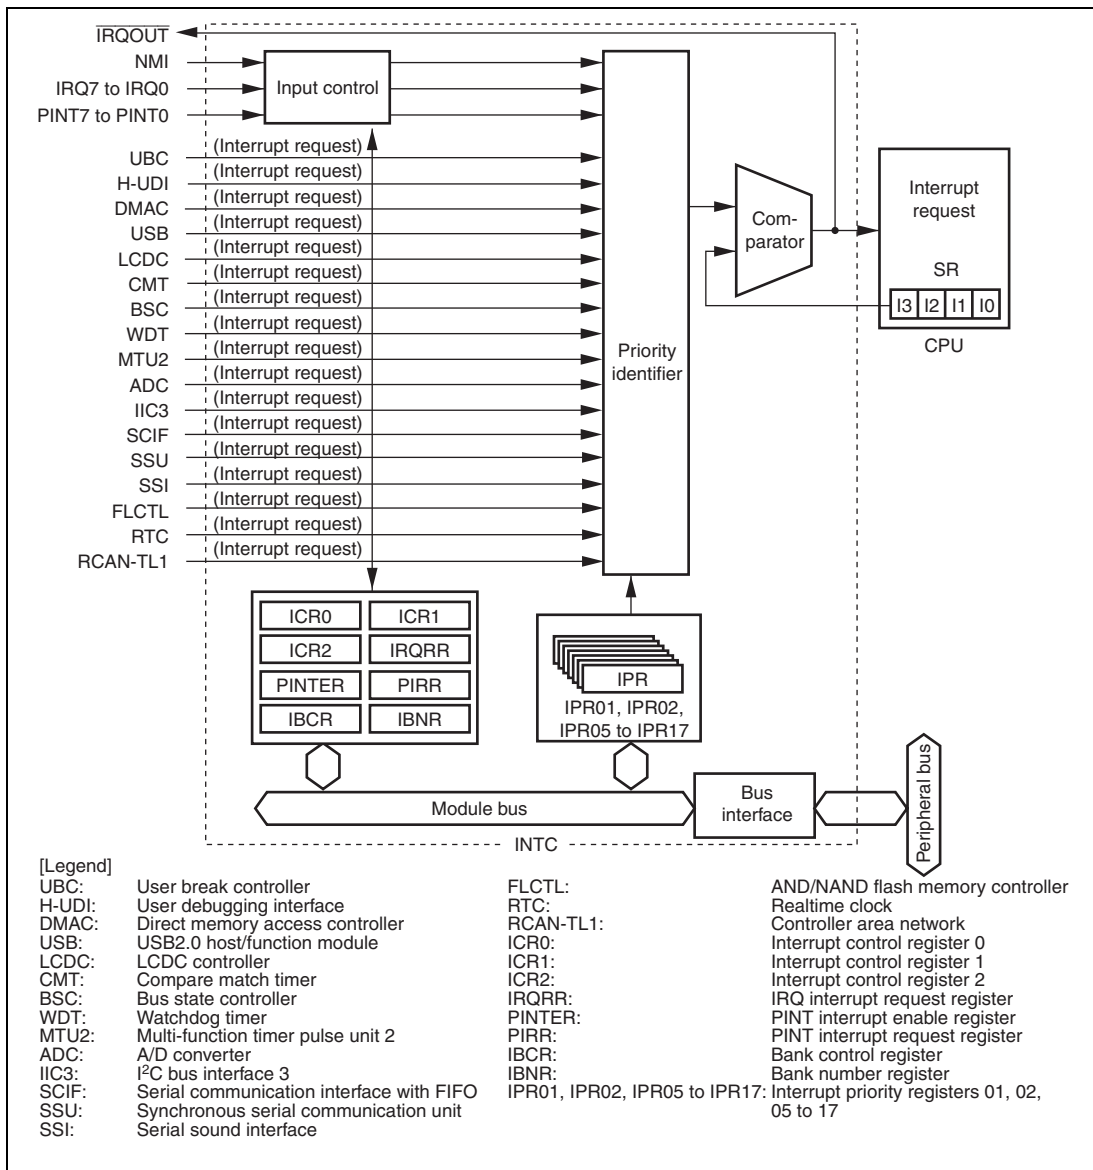 IRQOUT
NMI
IRQ7 to IRQ0
PINT7 to PINT0
Input control
UBC
(Interrupt request)
H-UDI
(Interrupt request)
DMAC
(Interrupt request)
USB
(Interrupt request)
LCDC
(Interrupt request)
CMT
(Interrupt request)
BSC
(Interrupt request)
WDT
(Interrupt request)
MTU2
(Interrupt request)
ADC
(Interrupt request)
IIC3
(Interrupt request)
SCIF
(Interrupt request)
SSU
(Interrupt request)
SSI
(Interrupt request)
FLCTL
(Interrupt request)
RTC
(Interrupt request)
RCAN-TL1
(Interrupt request)
Priority
identifier
Com-
parator
Interrupt
request
SR
I3 I2 I1 I0
CPU
ICR0 ICR1
ICR2 IRQRR
PINTER PIRR
IBCR IBNR
IPR
IPR01, IPR02,
IPR05 to IPR17
Module bus
Bus
interface
Peripheral bus
INTC
[Legend]
UBC: User break controller
H-UDI: User debugging interface
DMAC: Direct memory access controller
USB: USB2.0 host/function module
LCDC: LCDC controller
CMT: Compare match timer
BSC: Bus state controller
WDT: Watchdog timer
MTU2: Multi-function timer pulse unit 2
ADC: A/D converter
IIC3: I²C bus interface 3
SCIF: Serial communication interface with FIFO
SSU: Synchronous serial communication unit
SSI: Serial sound interface
FLCTL: AND/NAND flash memory controller
RTC: Realtime clock
RCAN-TL1: Controller area network
ICR0: Interrupt control register 0
ICR1: Interrupt control register 1
ICR2: Interrupt control register 2
IRQRR: IRQ interrupt request register
PINTER: PINT interrupt enable register
PIRR: PINT interrupt request register
IBCR: Bank control register
IBNR: Bank number register
IPR01, IPR02, IPR05 to IPR17: Interrupt priority registers 01, 02,
05 to 17